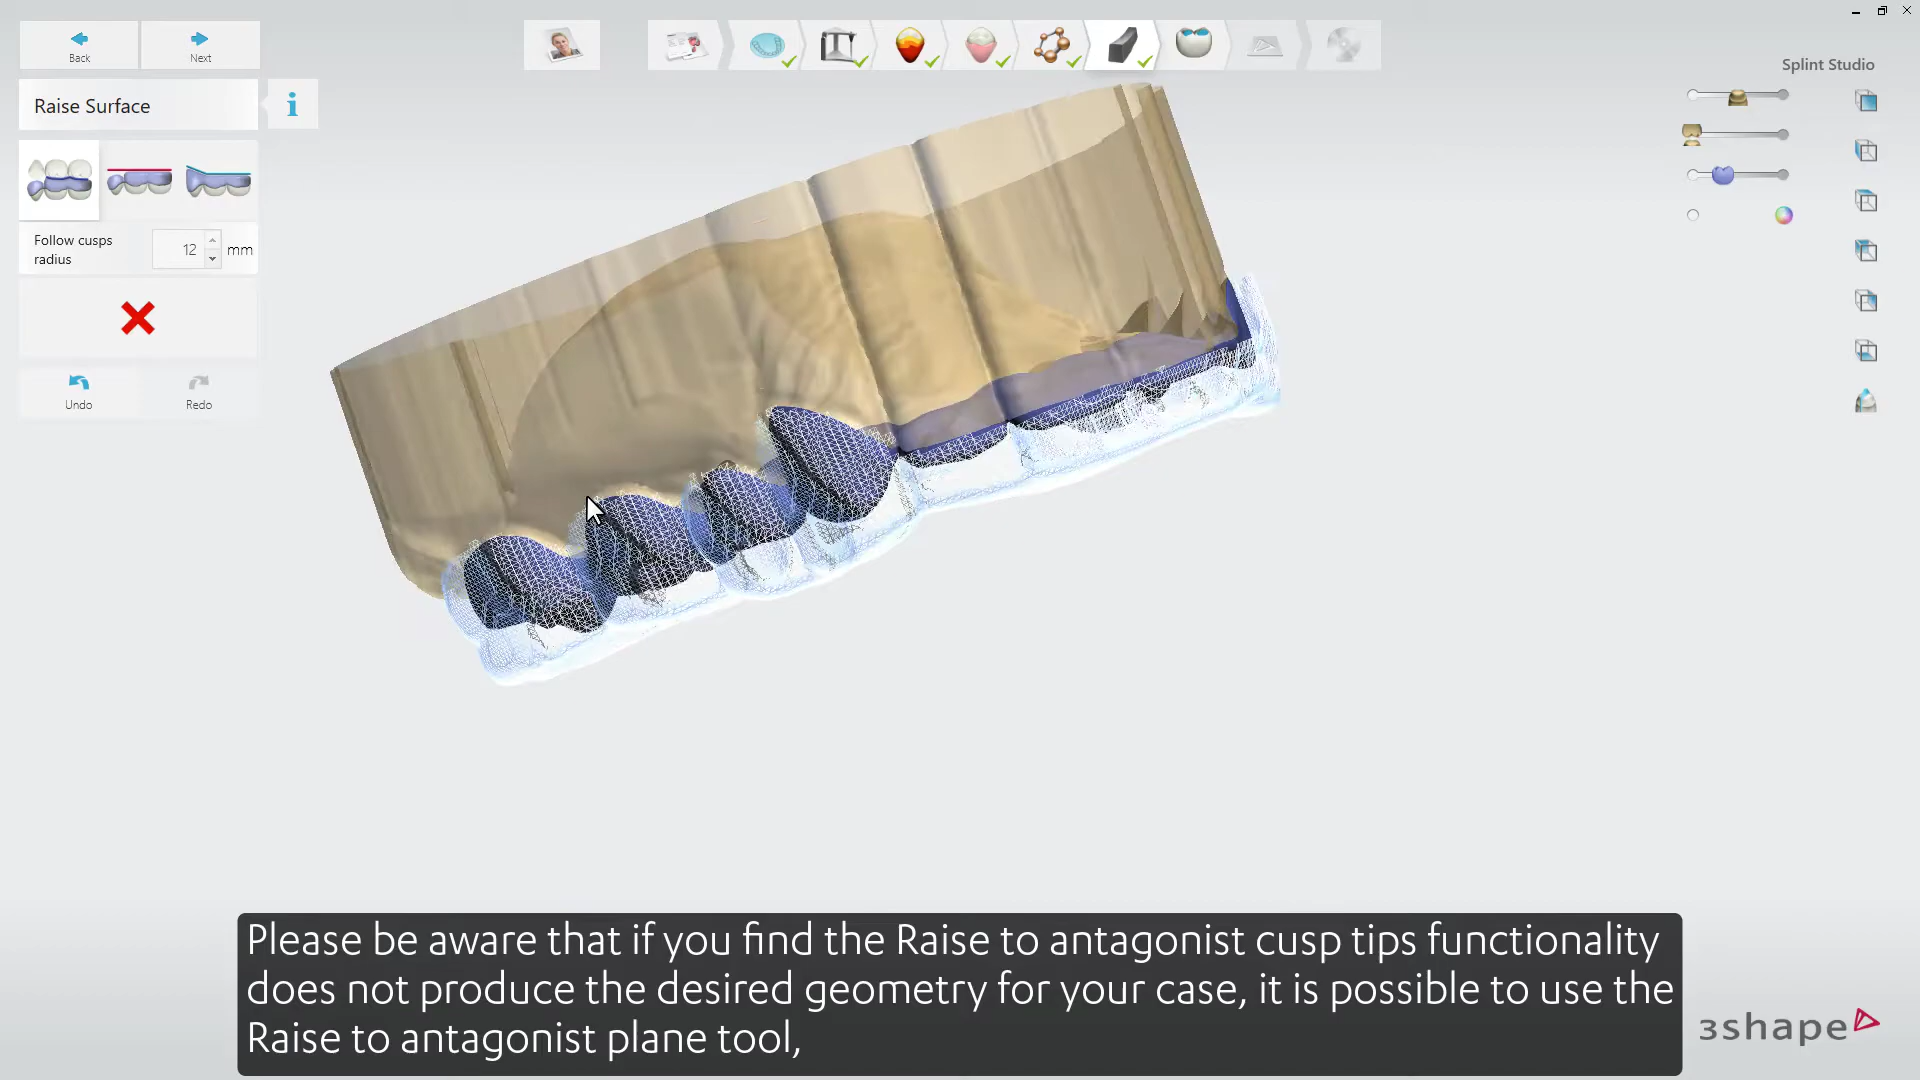 Back
Next
Splint Studio
Raise Surface
i
Follow cusps
radius
12
mm
Undo
Redo
Please be aware that if you find the Raise to antagonist cusp tips functionality
does not produce the desired geometry for your case, it is possible to use the
Raise to antagonist plane tool,
3shape